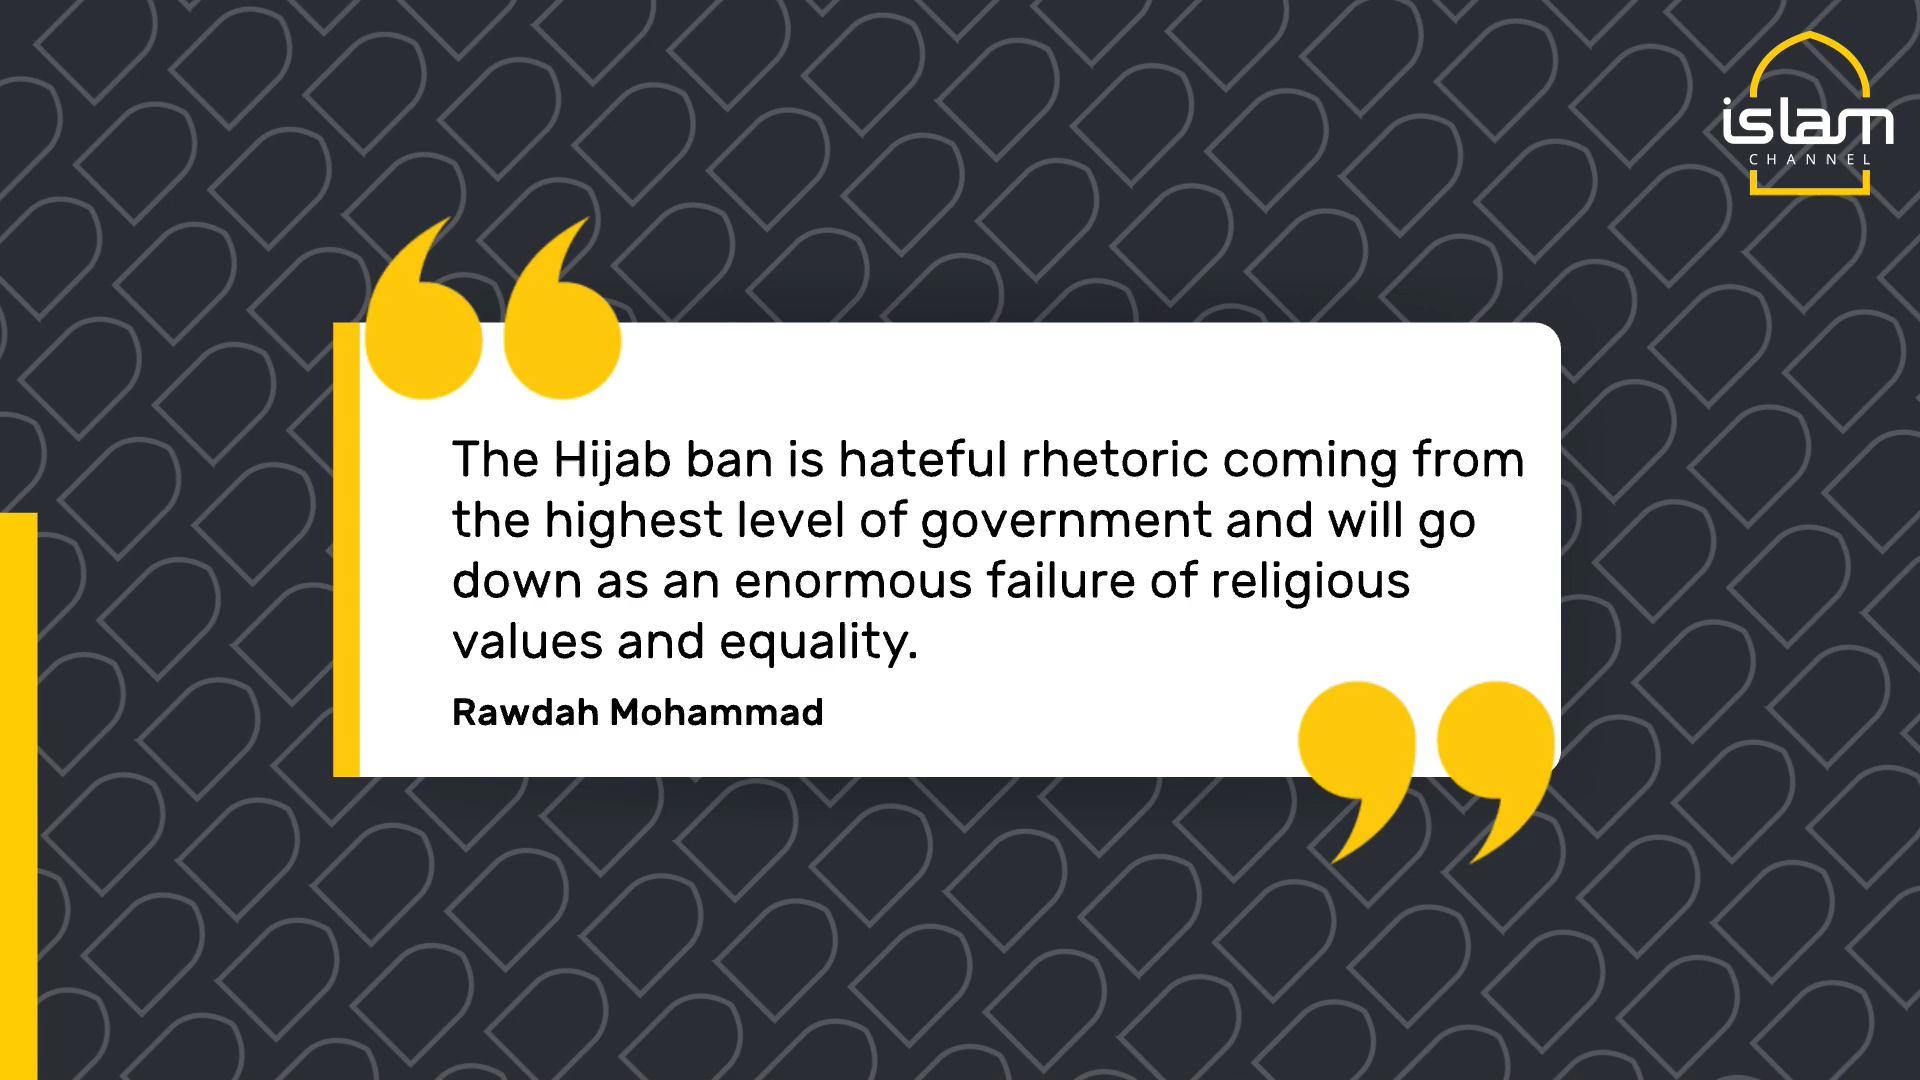 islam
CHANNEL
The Hijab ban is hateful rhetoric coming from
the highest level of government and will go
down as an enormous failure of religious
values and equality.
Rawdah Mohammad